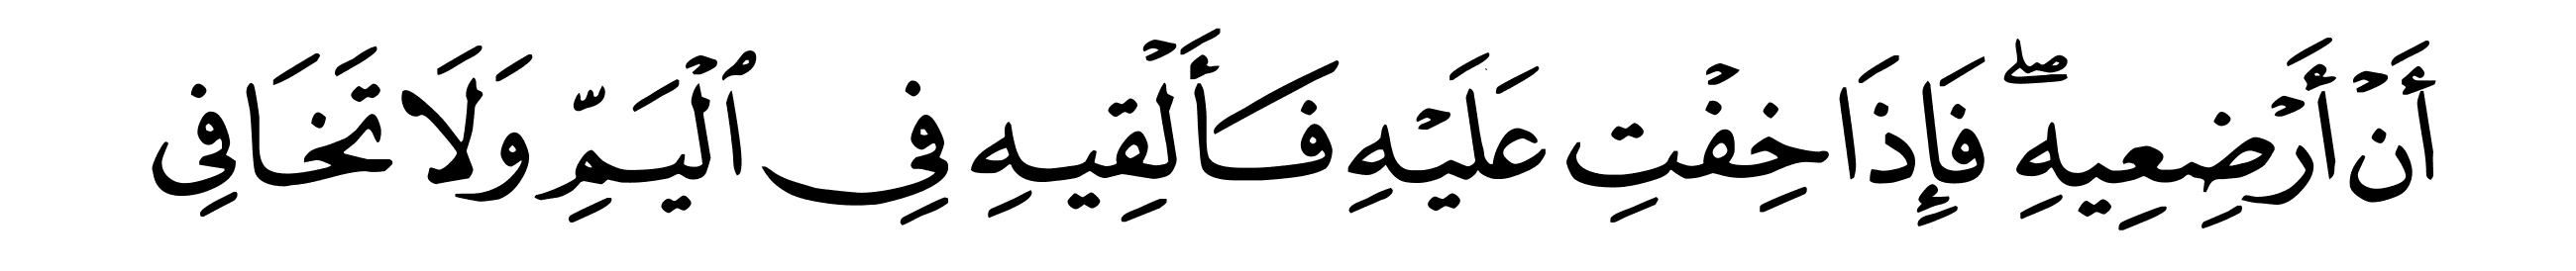 أَنْ أَرْضِعِيهِ ۖ فَإِذَا خِفْتِ عَلَيْهِ فَأَلْقِيهِ فِى ٱلْيَمِّ وَلَا تَخَافِى